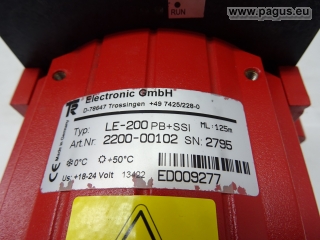 www.pagus.eu
RUN
TR Electronic GmbH
D-78647 Trossingen +49 7425/228-0
Typ: LE-200 PB+SSI ML: 125m
Art.Nr. 2200-00102 SN: 2795
0°C +50°C
Us: +18-24 Volt 13402 ED009277